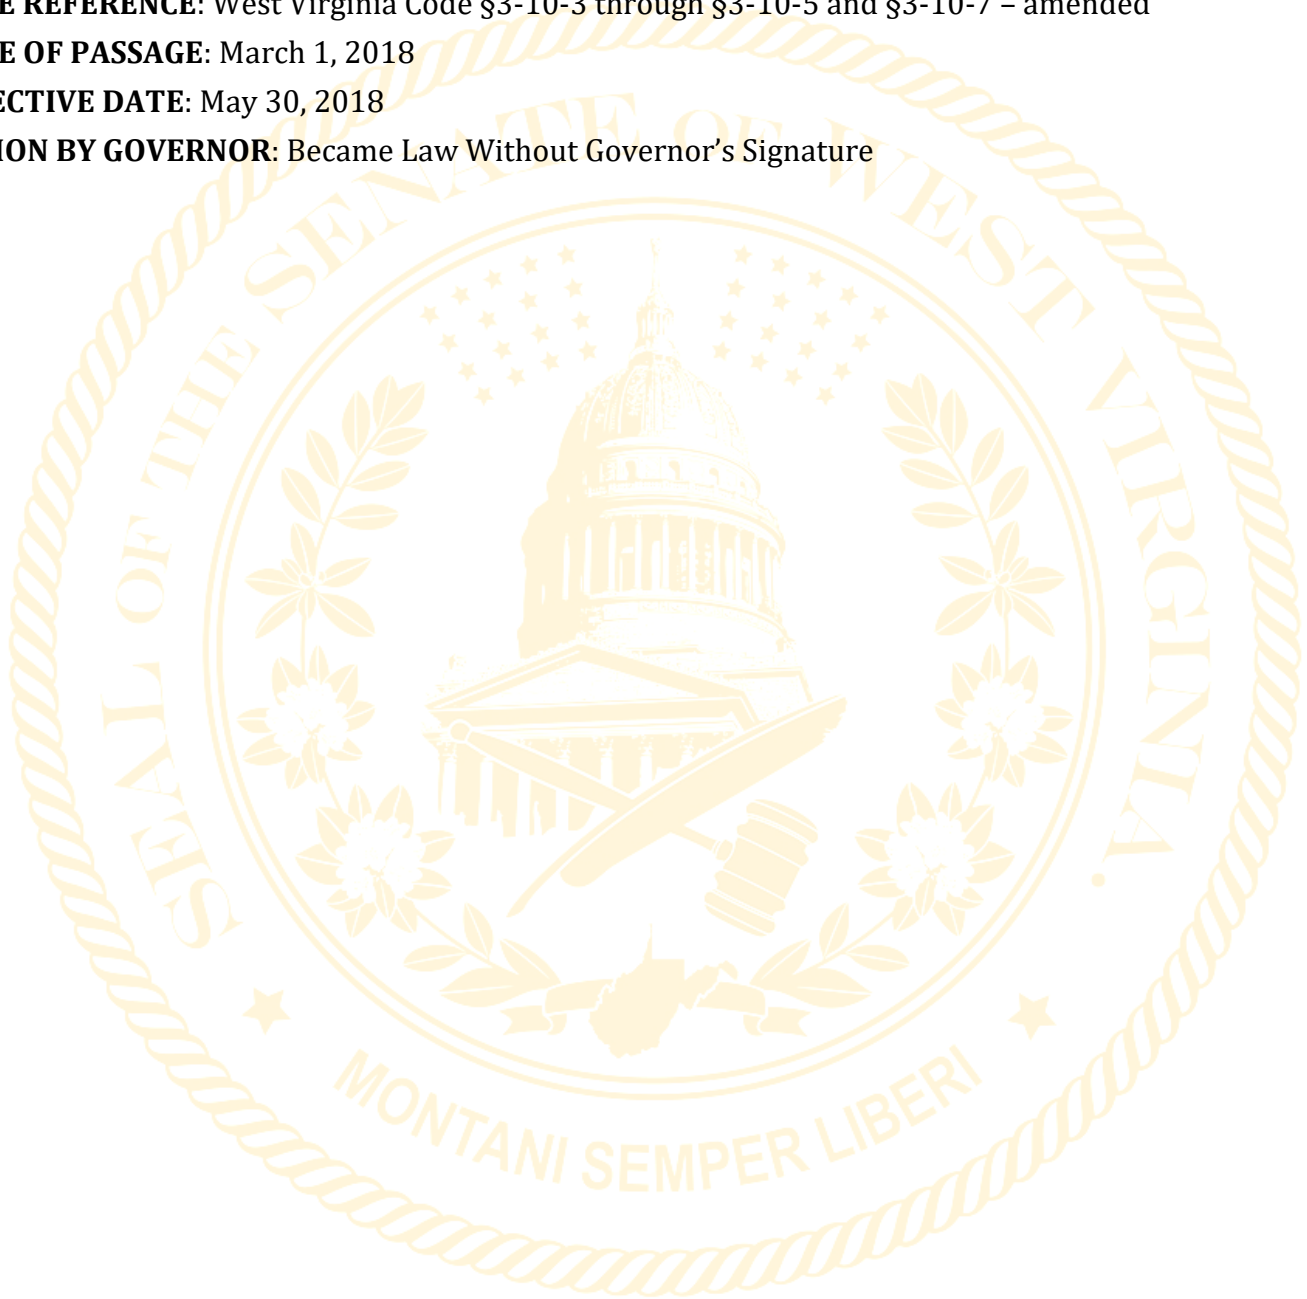 E REFERENCE: West Virginia Code §3-10-3 through §3-10-5 and §3-10-7 – amended
E OF PASSAGE: March 1, 2018
ECTIVE DATE: May 30, 2018
ION BY GOVERNOR: Became Law Without Governor’s Signature
SEAL OF THE SENATE OF WEST VIRGINIA.
MONTANI SEMPER LIBERI